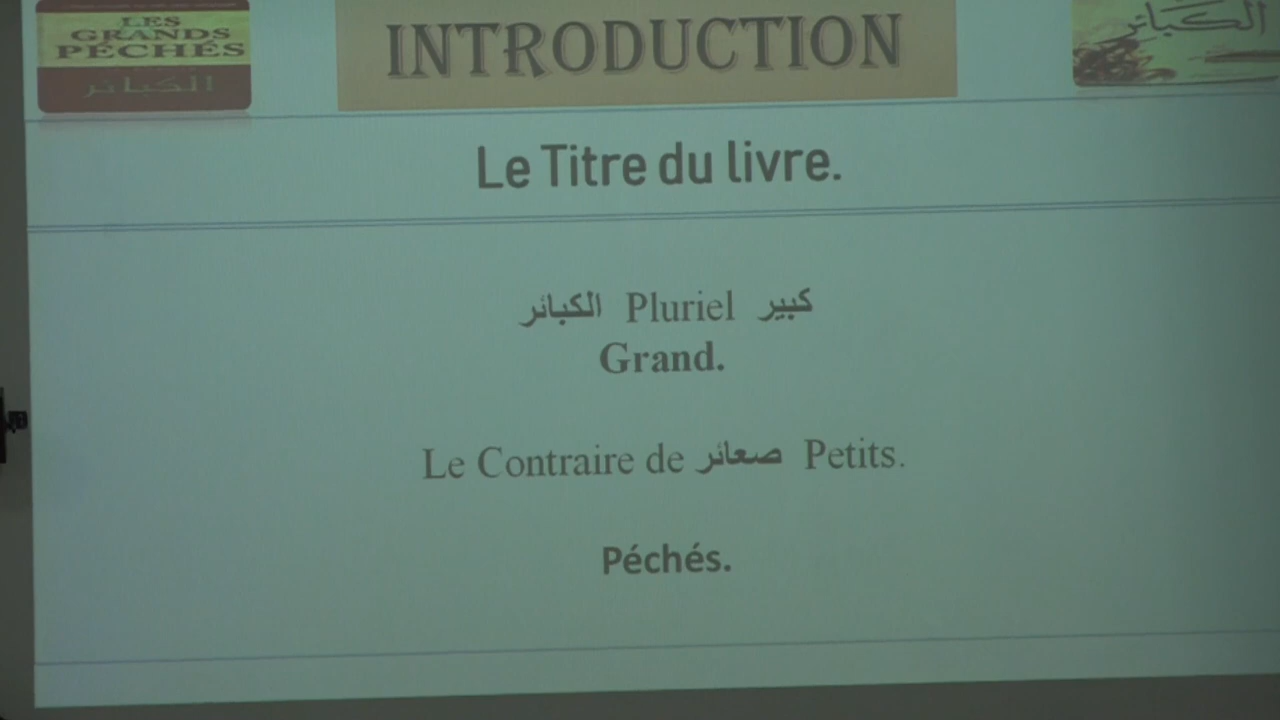 LES
GRANDS
PÉCHÉS
الكبائر
INTRODUCTION
الكبائر
Le Titre du livre.
الكبائر Pluriel كبير
Grand.
Le Contraire de صعائر Petits.
Péchés.